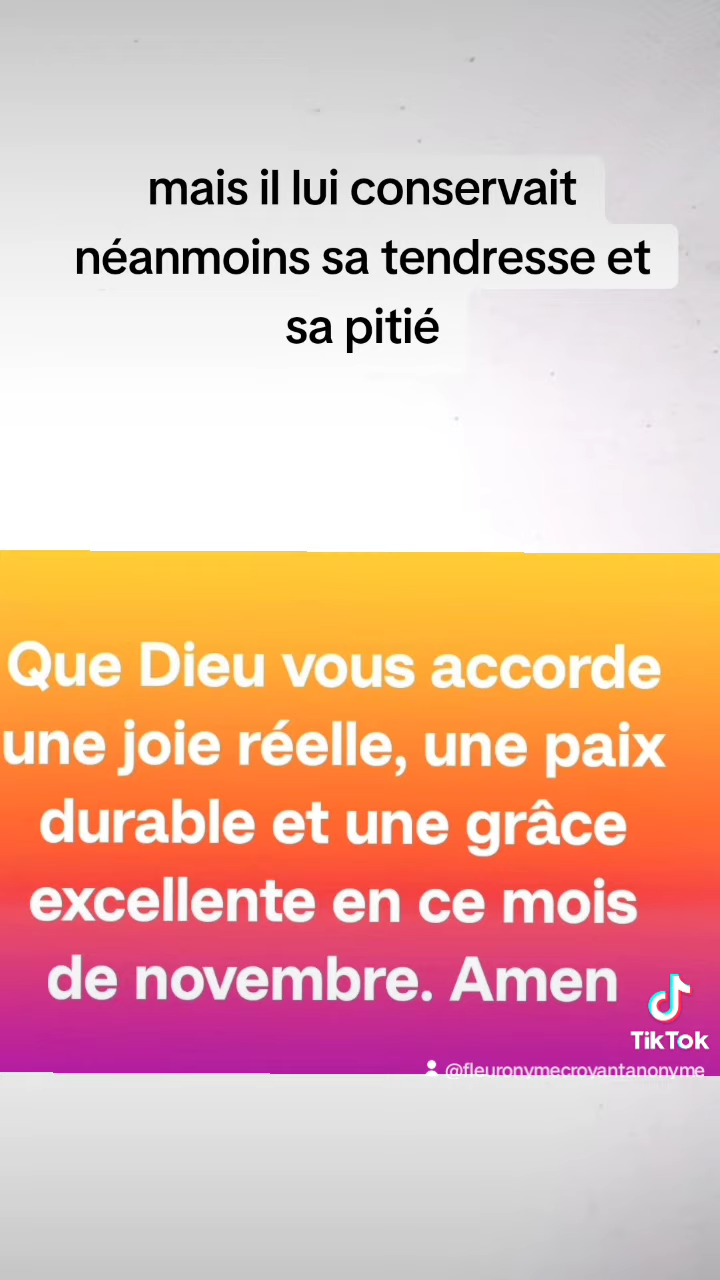 mais il lui conservait
néanmoins sa tendresse et
sa pitié
Que Dieu vous accorde
une joie réelle, une paix
durable et une grâce
excellente en ce mois
de novembre. Amen
TikTok
@fleuronymecroyantanonyme